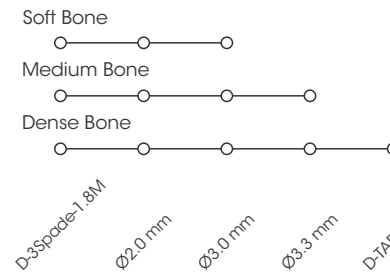 Soft Bone
Medium Bone
Dense Bone
D-3Spade-1.8M
Ø2.0 mm
Ø3.0 mm
Ø3.3 mm